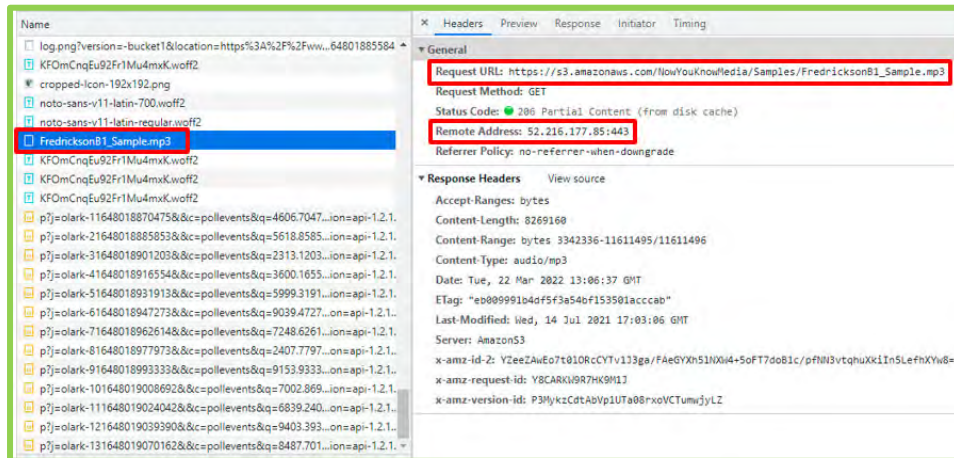 Name
log.png?version=-bucket1&location=https%3A%2F%2Fww...64801885584
KFOmCnqEu92Fr1Mu4mxK.woff2
cropped-Icon-192x192.png
noto-sans-v11-latin-700.woff2
noto-sans-v11-latin-regular.woff2
FredricksonB1_Sample.mp3
KFOmCnqEu92Fr1Mu4mxK.woff2
KFOmCnqEu92Fr1Mu4mxK.woff2
KFOmCnqEu92Fr1Mu4mxK.woff2
p?j=olark-11648018870475&&c=pollevents&q=4606.7047...ion=api-1.2.1.
p?j=olark-21648018885853&&c=pollevents&q=5618.8585...ion=api-1.2.1.
p?j=olark-31648018901203&&c=pollevents&q=2313.1203...ion=api-1.2.1.
p?j=olark-41648018916554&&c=pollevents&q=3600.1655...ion=api-1.2.1.
p?j=olark-51648018931913&&c=pollevents&q=5999.3191...ion=api-1.2.1.
p?j=olark-61648018947273&&c=pollevents&q=9039.4727...on=api-1.2.1..
p?j=olark-71648018962614&&c=pollevents&q=7248.6261...ion=api-1.2.1.
p?j=olark-81648018977973&&c=pollevents&q=2407.7797...on=api-1.2.1..
p?j=olark-91648018993333&&c=pollevents&q=9153.9333...on=api-1.2.1..
p?j=olark-101648019008692&&c=pollevents&q=7002.869...ion=api-1.2.1.
p?j=olark-111648019024042&&c=pollevents&q=6839.240...on=api-1.2.1..
p?j=olark-121648019039390&&c=pollevents&q=9403.393...on=api-1.2.1..
p?j=olark-131648019070162&&c=pollevents&q=8487.701...ion=api-1.2.1.
× Headers Preview Response Initiator Timing
General
Request URL: https://s3.amazonaws.com/NowYouKnowMedia/Samples/FredricksonB1_Sample.mp3
Request Method: GET
Status Code: 206 Partial Content (from disk cache)
Remote Address: 52.216.177.85:443
Referrer Policy: no-referrer-when-downgrade
Response Headers View source
Accept-Ranges: bytes
Content-Length: 8269160
Content-Range: bytes 3342336-11611495/11611496
Content-Type: audio/mp3
Date: Tue, 22 Mar 2022 13:06:37 GMT
ETag: "eb009991b4df5f3a54bf153501acccab"
Last-Modified: Wed, 14 Jul 2021 17:03:06 GMT
Server: AmazonS3
x-amz-id-2:
x-amz-request-id: Y8CARKW9R7HK9M1J
x-amz-version-id: